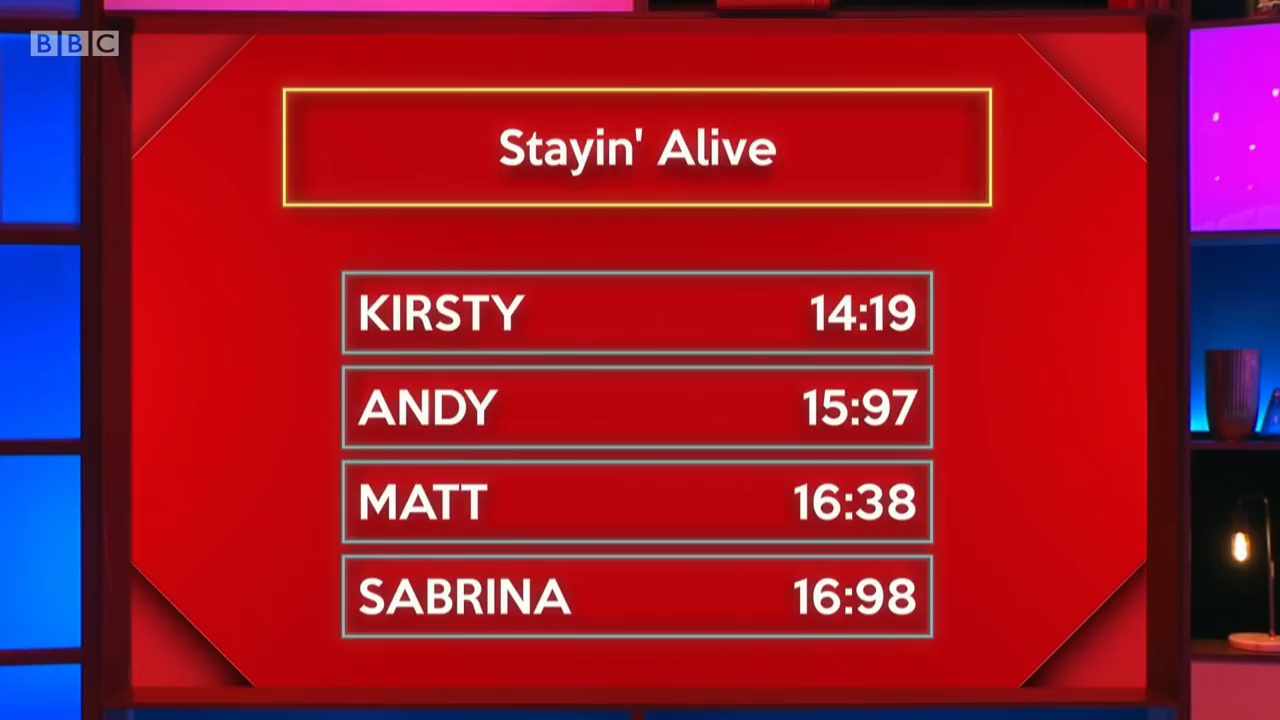 BBC
Stayin' Alive
KIRSTY 14:19
ANDY 15:97
MATT 16:38
SABRINA 16:98